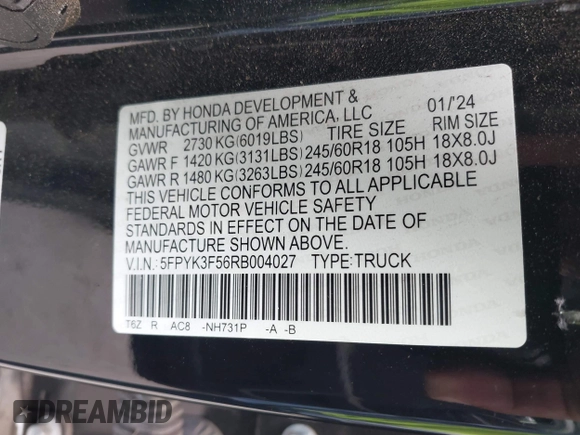 MFD. BY HONDA DEVELOPMENT &
MANUFACTURING OF AMERICA, LLC 01/'24
GVWR 2730 KG(6019LBS) TIRE SIZE RIM SIZE
GAWR F 1420 KG(3131LBS) 245/60R18 105H 18X8.0J
GAWR R 1480 KG(3263LBS) 245/60R18 105H 18X8.0J
THIS VEHICLE CONFORMS TO ALL APPLICABLE
FEDERAL MOTOR VEHICLE SAFETY
STANDARDS IN EFFECT ON THE DATE OF
MANUFACTURE SHOWN ABOVE.
V.I.N.: 5FPYK3F56RB004027 TYPE: TRUCK
T6Z R AC8 -NH731P -A -B
DREAMBID